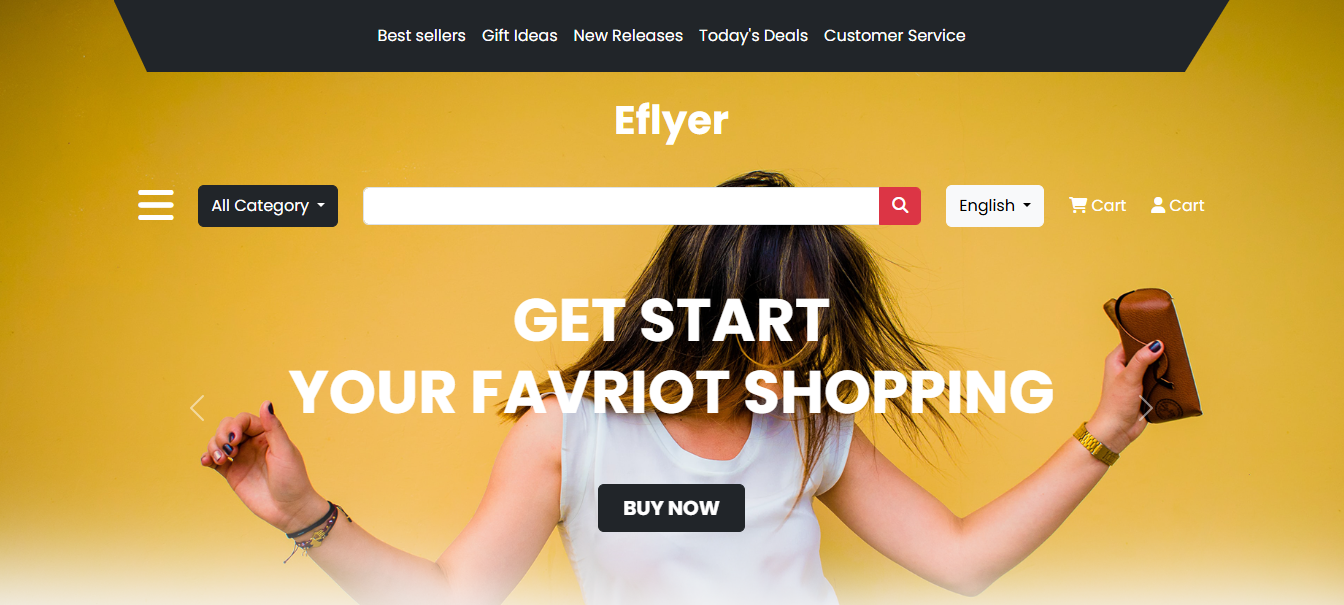 Best sellers Gift Ideas New Releases Today's Deals Customer Service
Eflyer
All Category English Cart Cart
GET START
YOUR FAVRIOT SHOPPING
BUY NOW